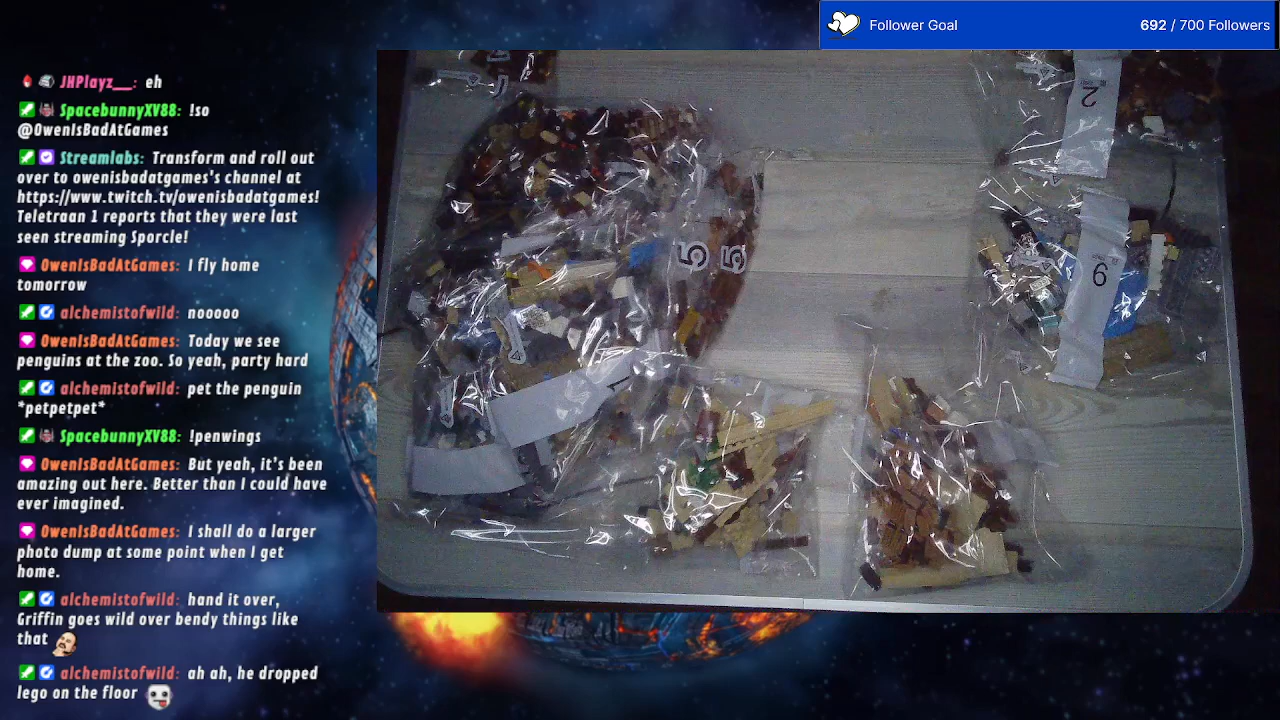 Follower Goal
692 / 700 Followers
JHPlayz__: eh
SpacebunnyXV88: !so
@OwenIsBadAtGames
Streamlabs: Transform and roll out
over to owenisbadatgames's channel at
https://www.twitch.tv/owenisbadatgames!
Teletraan 1 reports that they were last
seen streaming Sporcle!
OwenIsBadAtGames: I fly home
tomorrow
alchemistofwild: nooooo
OwenIsBadAtGames: Today we see
penguins at the zoo. So yeah, party hard
alchemistofwild: pet the penguin
*petpetpet*
SpacebunnyXV88: !penwings
OwenIsBadAtGames: But yeah, it's been
amazing out here. Better than I could have
ever imagined.
OwenIsBadAtGames: I shall do a larger
photo dump at some point when I get
home.
alchemistofwild: hand it over,
Griffin goes wild over bendy things like
that
alchemistofwild: ah ah, he dropped
lego on the floor
2
5 5